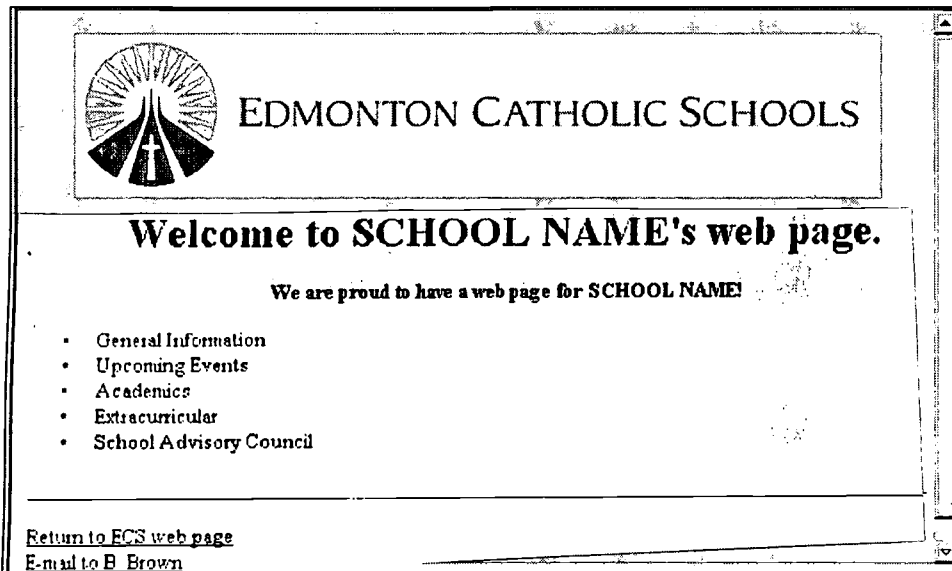 EDMONTON CATHOLIC SCHOOLS
Welcome to SCHOOL NAME's web page.
We are proud to have a web page for SCHOOL NAME!
• General Information
• Upcoming Events
• Academics
• Extracurricular
• School Advisory Council
Return to ECS web page
E-mail to B Brown